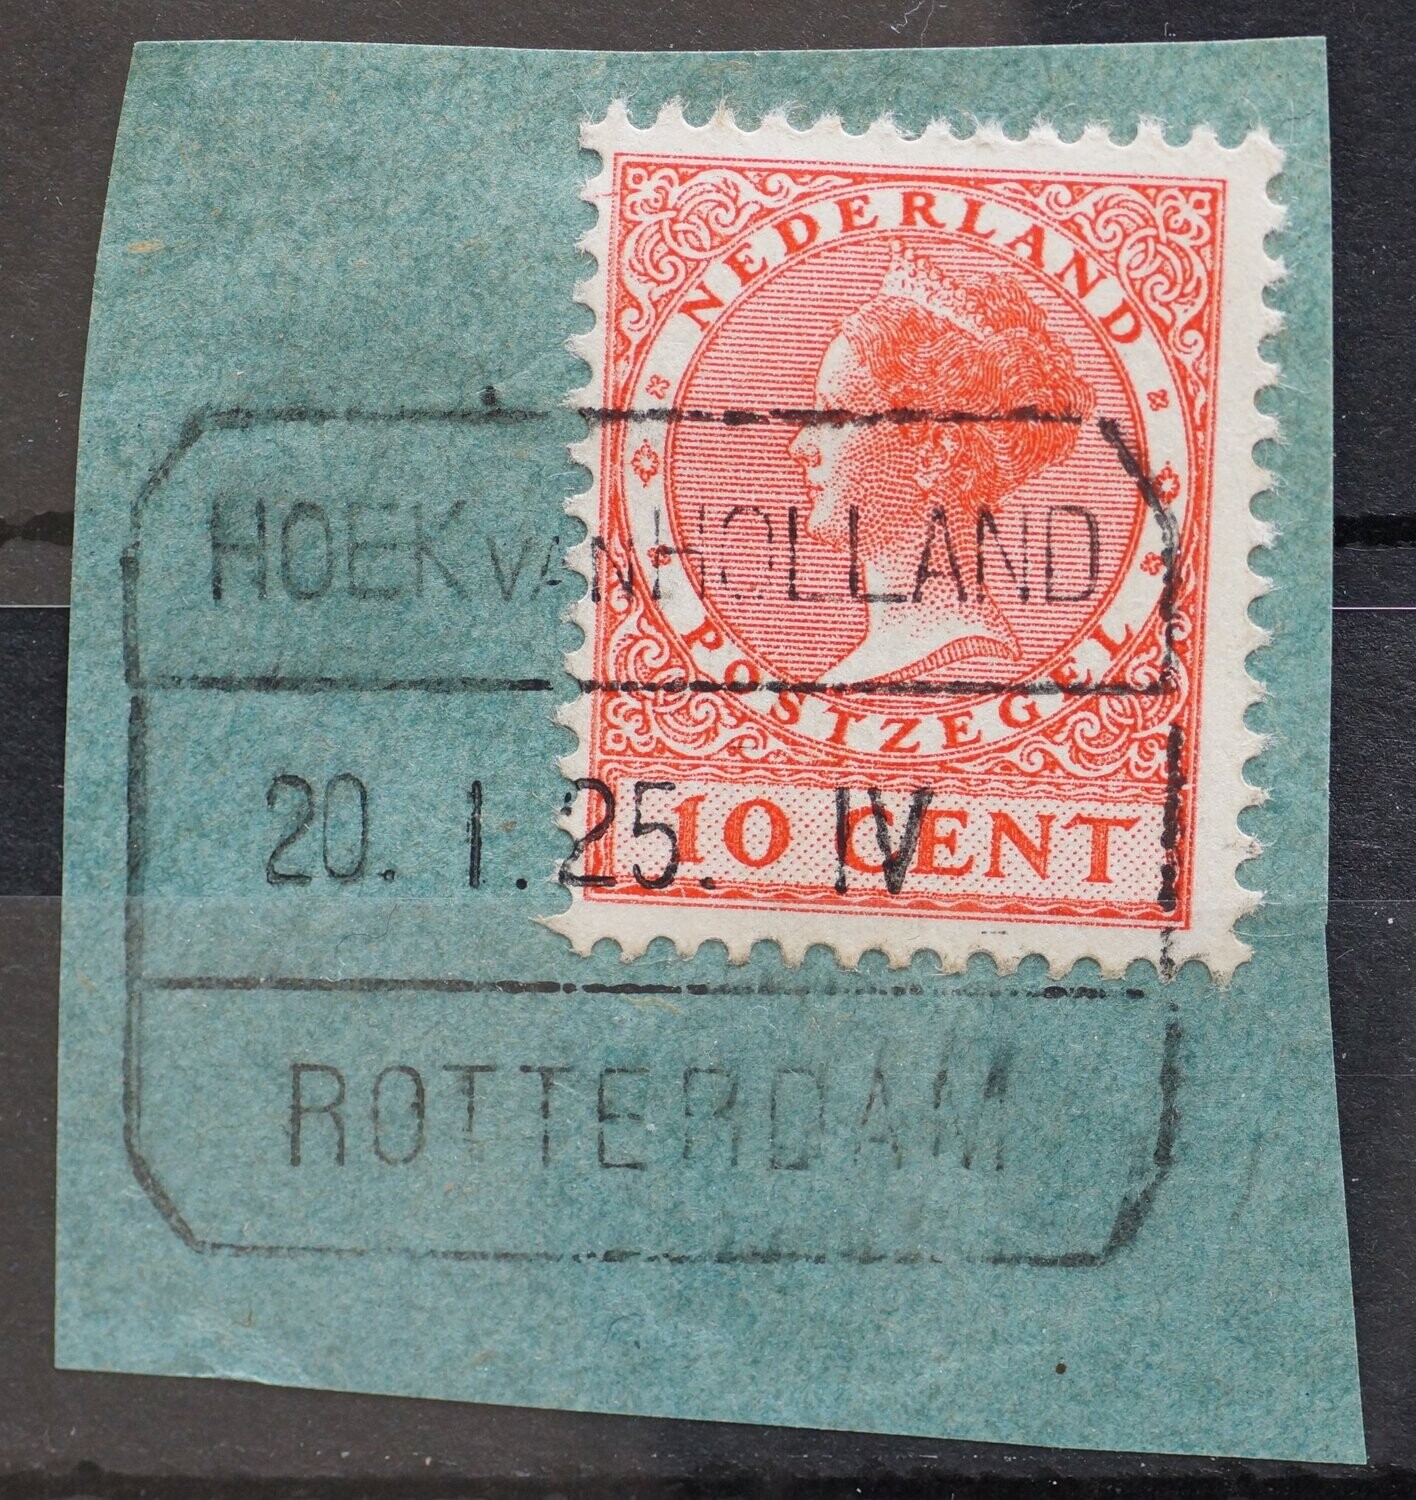 NEDERLAND
HOEK VAN HOLLAND
POSTZEGEL
10 CENT
20. 1.25. IV
ROTTERDAM